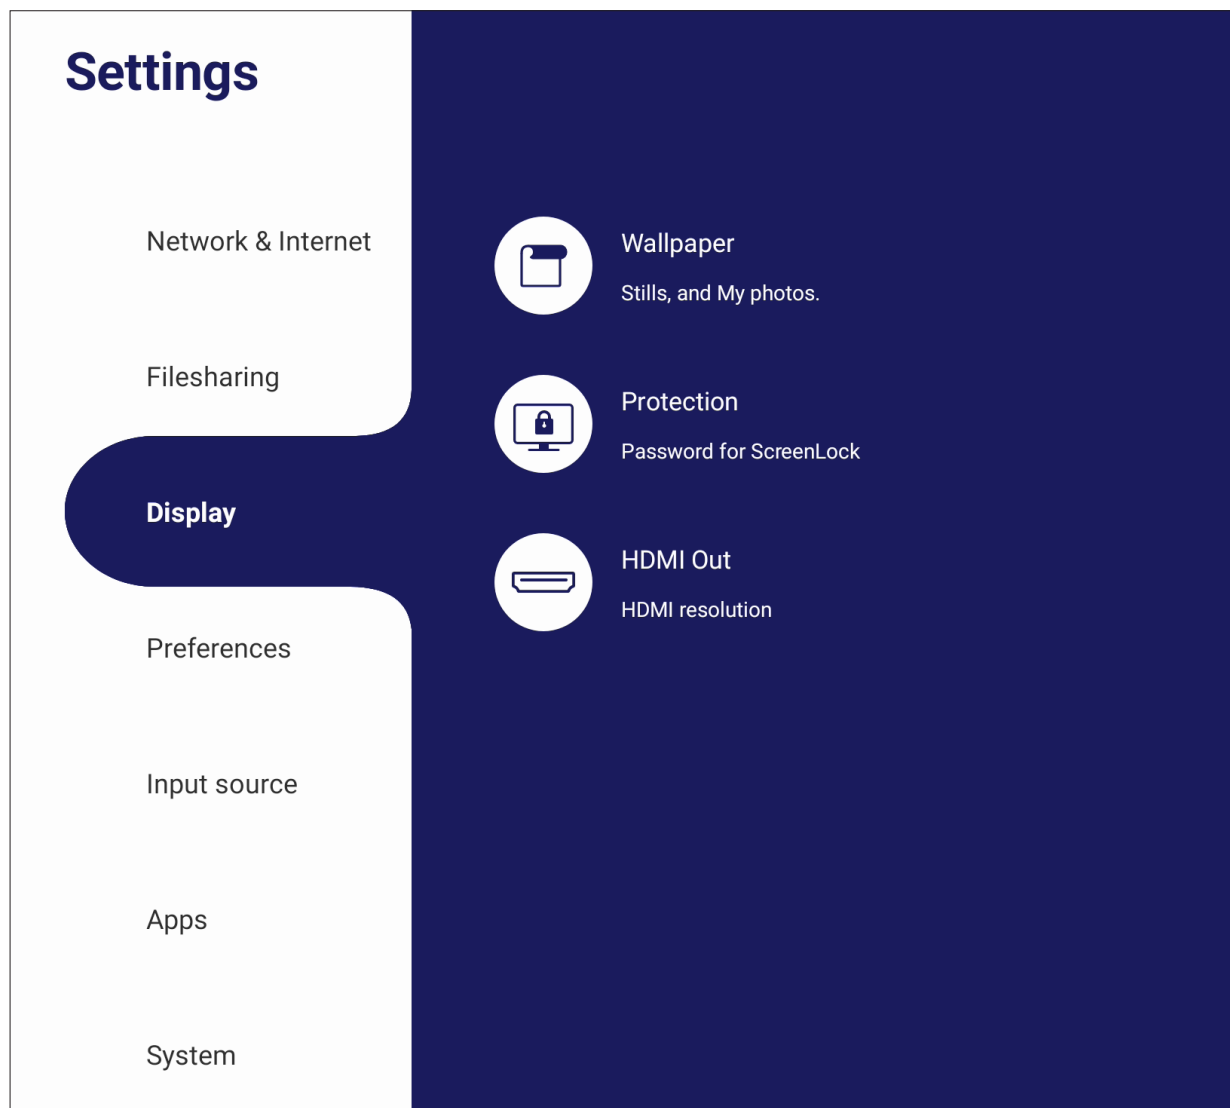 Settings
Network & Internet
Filesharing
Display
Preferences
Input source
Apps
System
Wallpaper
Stills, and My photos.
Protection
Password for ScreenLock
HDMI Out
HDMI resolution